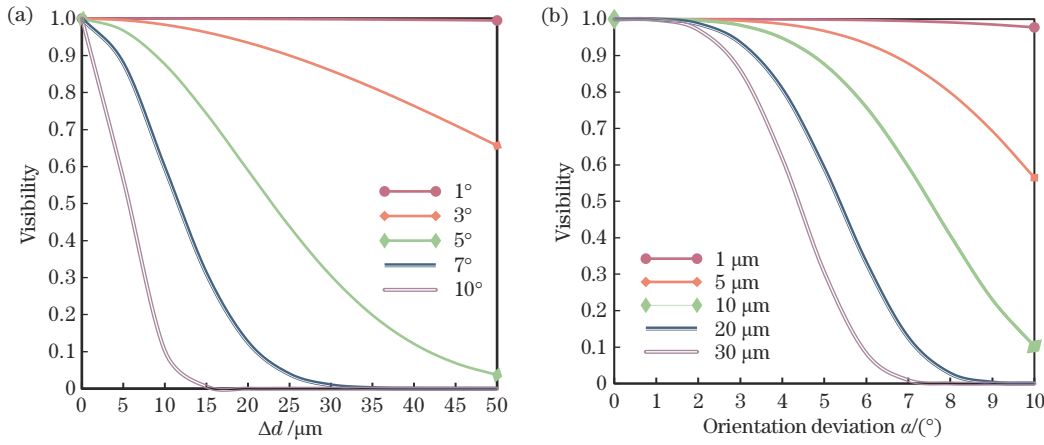 (a)
1.0
0.9
0.8
0.7
0.6
0.5
0.4
0.3
0.2
0.1
0
Visibility
1°
3°
5°
7°
10°
0 5 10 15 20 25 30 35 40 45 50
Δd /μm
(b)
1.0
0.9
0.8
0.7
0.6
0.5
0.4
0.3
0.2
0.1
0
Visibility
1 μm
5 μm
10 μm
20 μm
30 μm
0 1 2 3 4 5 6 7 8 9 10
Orientation deviation α/(°)